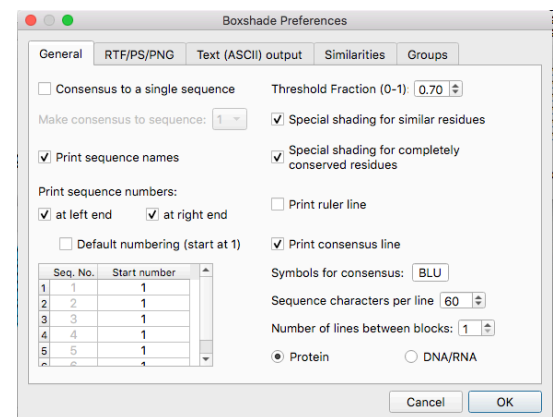 Boxshade Preferences
General RTF/PS/PNG Text (ASCII) output Similarities Groups
Consensus to a single sequence
Make consensus to sequence: 1
Print sequence names
Print sequence numbers:
at left end at right end
Default numbering (start at 1)
Seq. No. Start number
1 1 1
2 2 1
3 3 1
4 4 1
5 5 1
6 6 1
Threshold Fraction (0-1): 0.70
Special shading for similar residues
Special shading for completely
conserved residues
Print ruler line
Print consensus line
Symbols for consensus: BLU
Sequence characters per line 60
Number of lines between blocks: 1
Protein DNA/RNA
Cancel OK